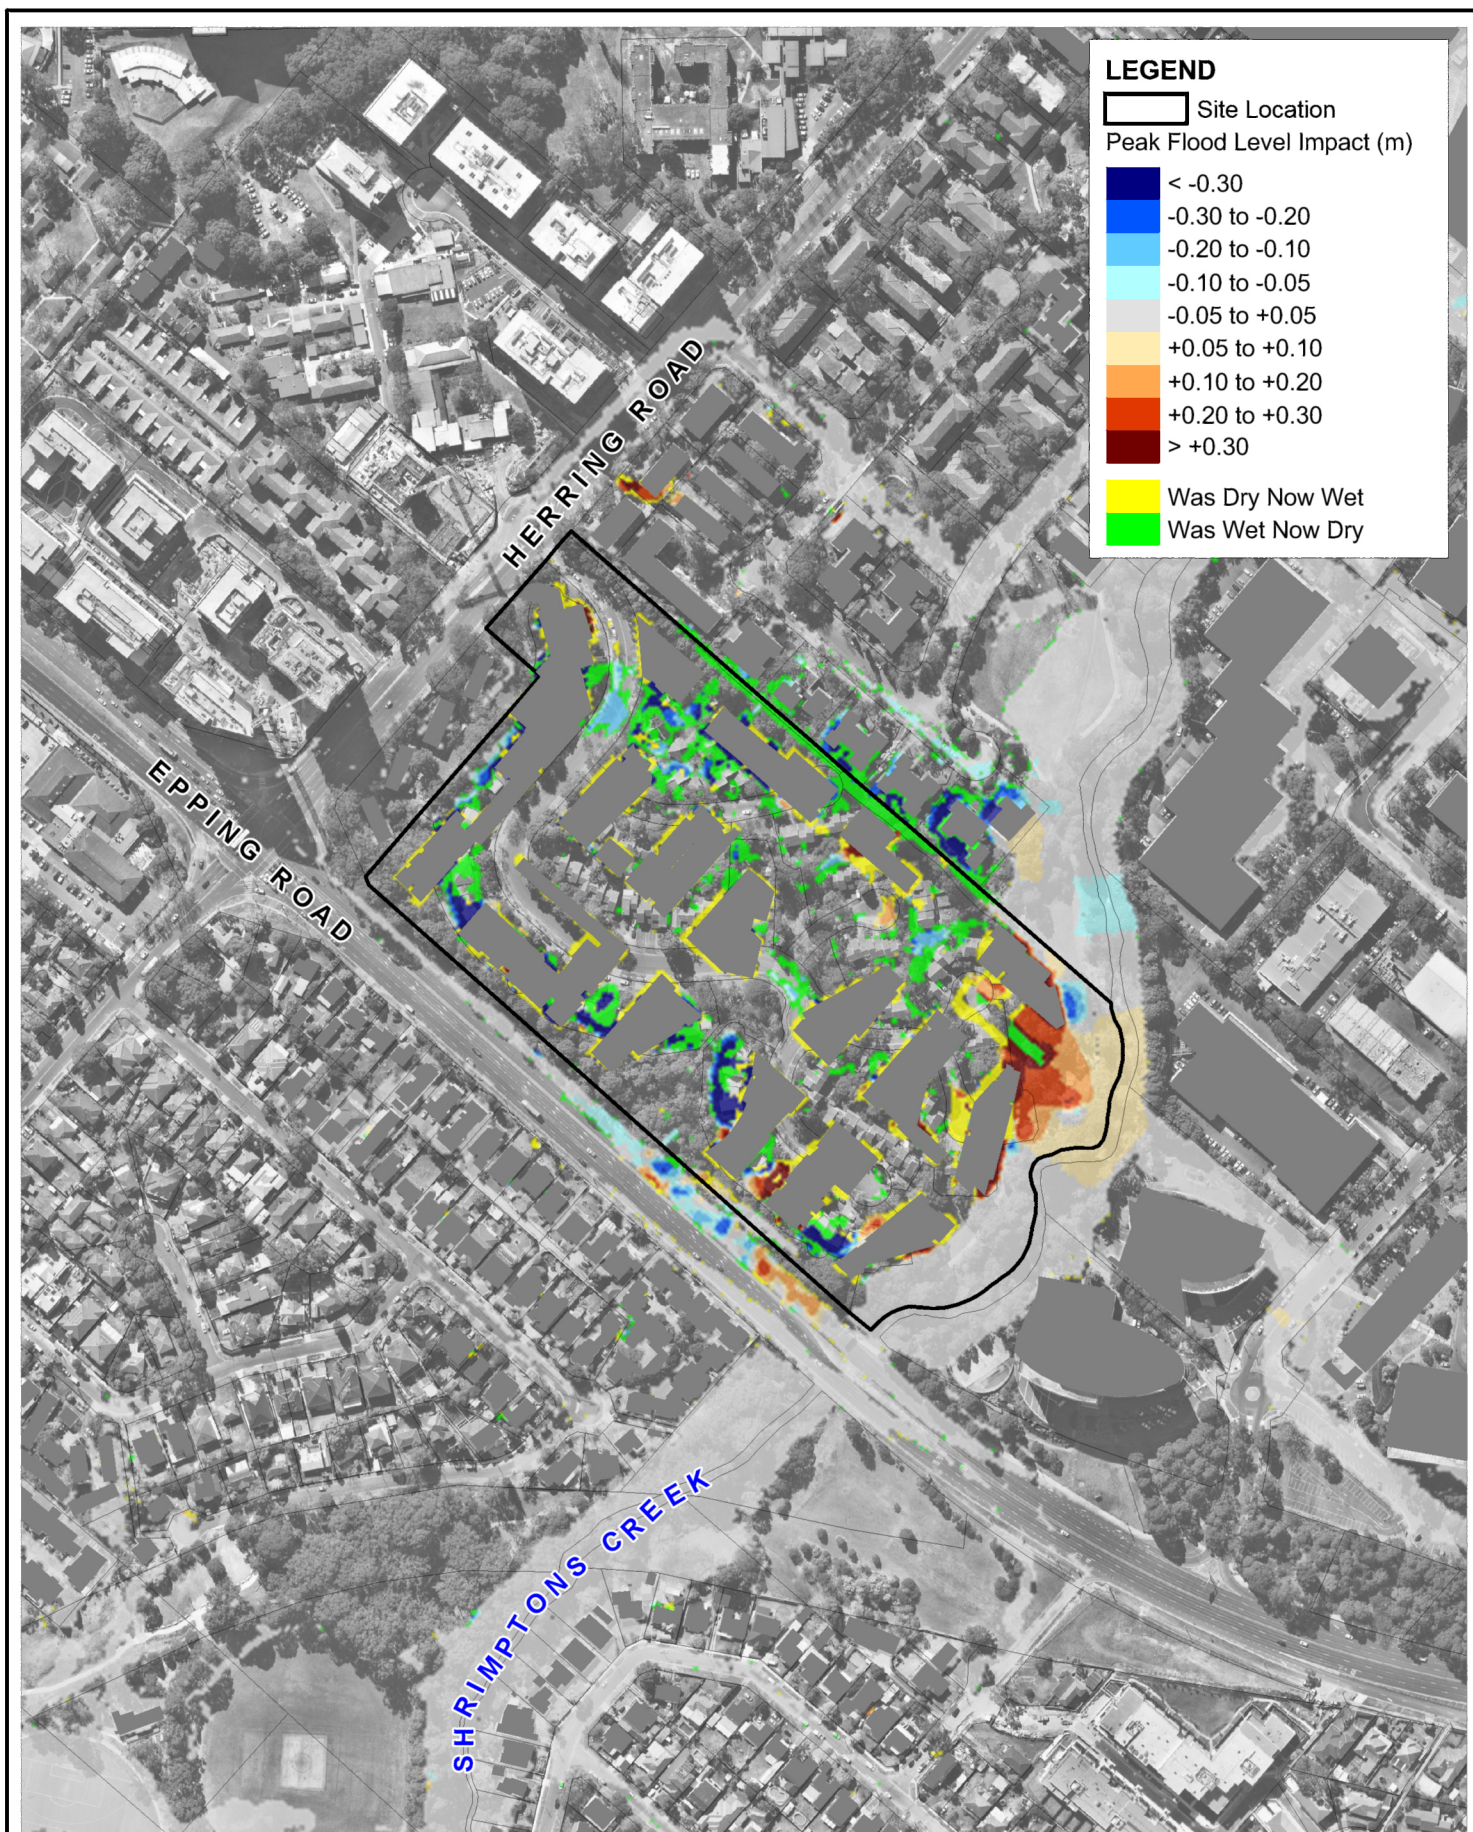 LEGEND
Site Location
Peak Flood Level Impact (m)
< -0.30
-0.30 to -0.20
-0.20 to -0.10
-0.10 to -0.05
-0.05 to +0.05
+0.05 to +0.10
+0.10 to +0.20
+0.20 to +0.30
> +0.30
Was Dry Now Wet
Was Wet Now Dry
HERRING ROAD
EPPING ROAD
SHRIMPTONS CREEK